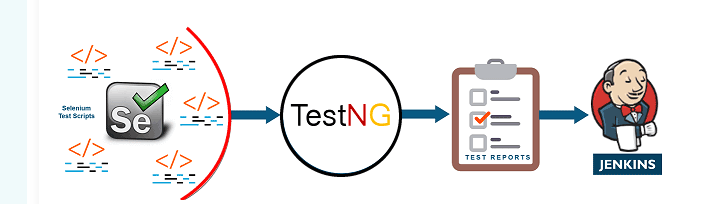 Selenium
Test Scripts
Se
TestNG
TEST REPORTS
JENKINS